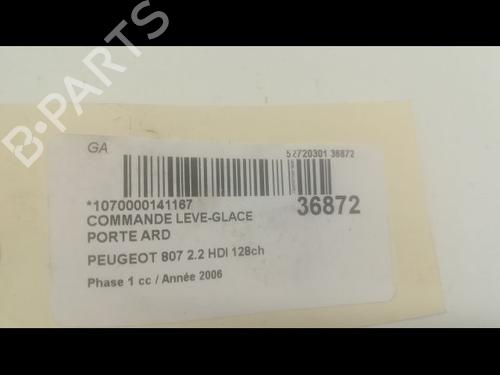 B-PARTS
GA
52720301 36872
*1070000141167
36872
COMMANDE LEVE-GLACE
PORTE ARD
PEUGEOT 807 2.2 HDI 128ch
Phase 1 cc / Année 2006